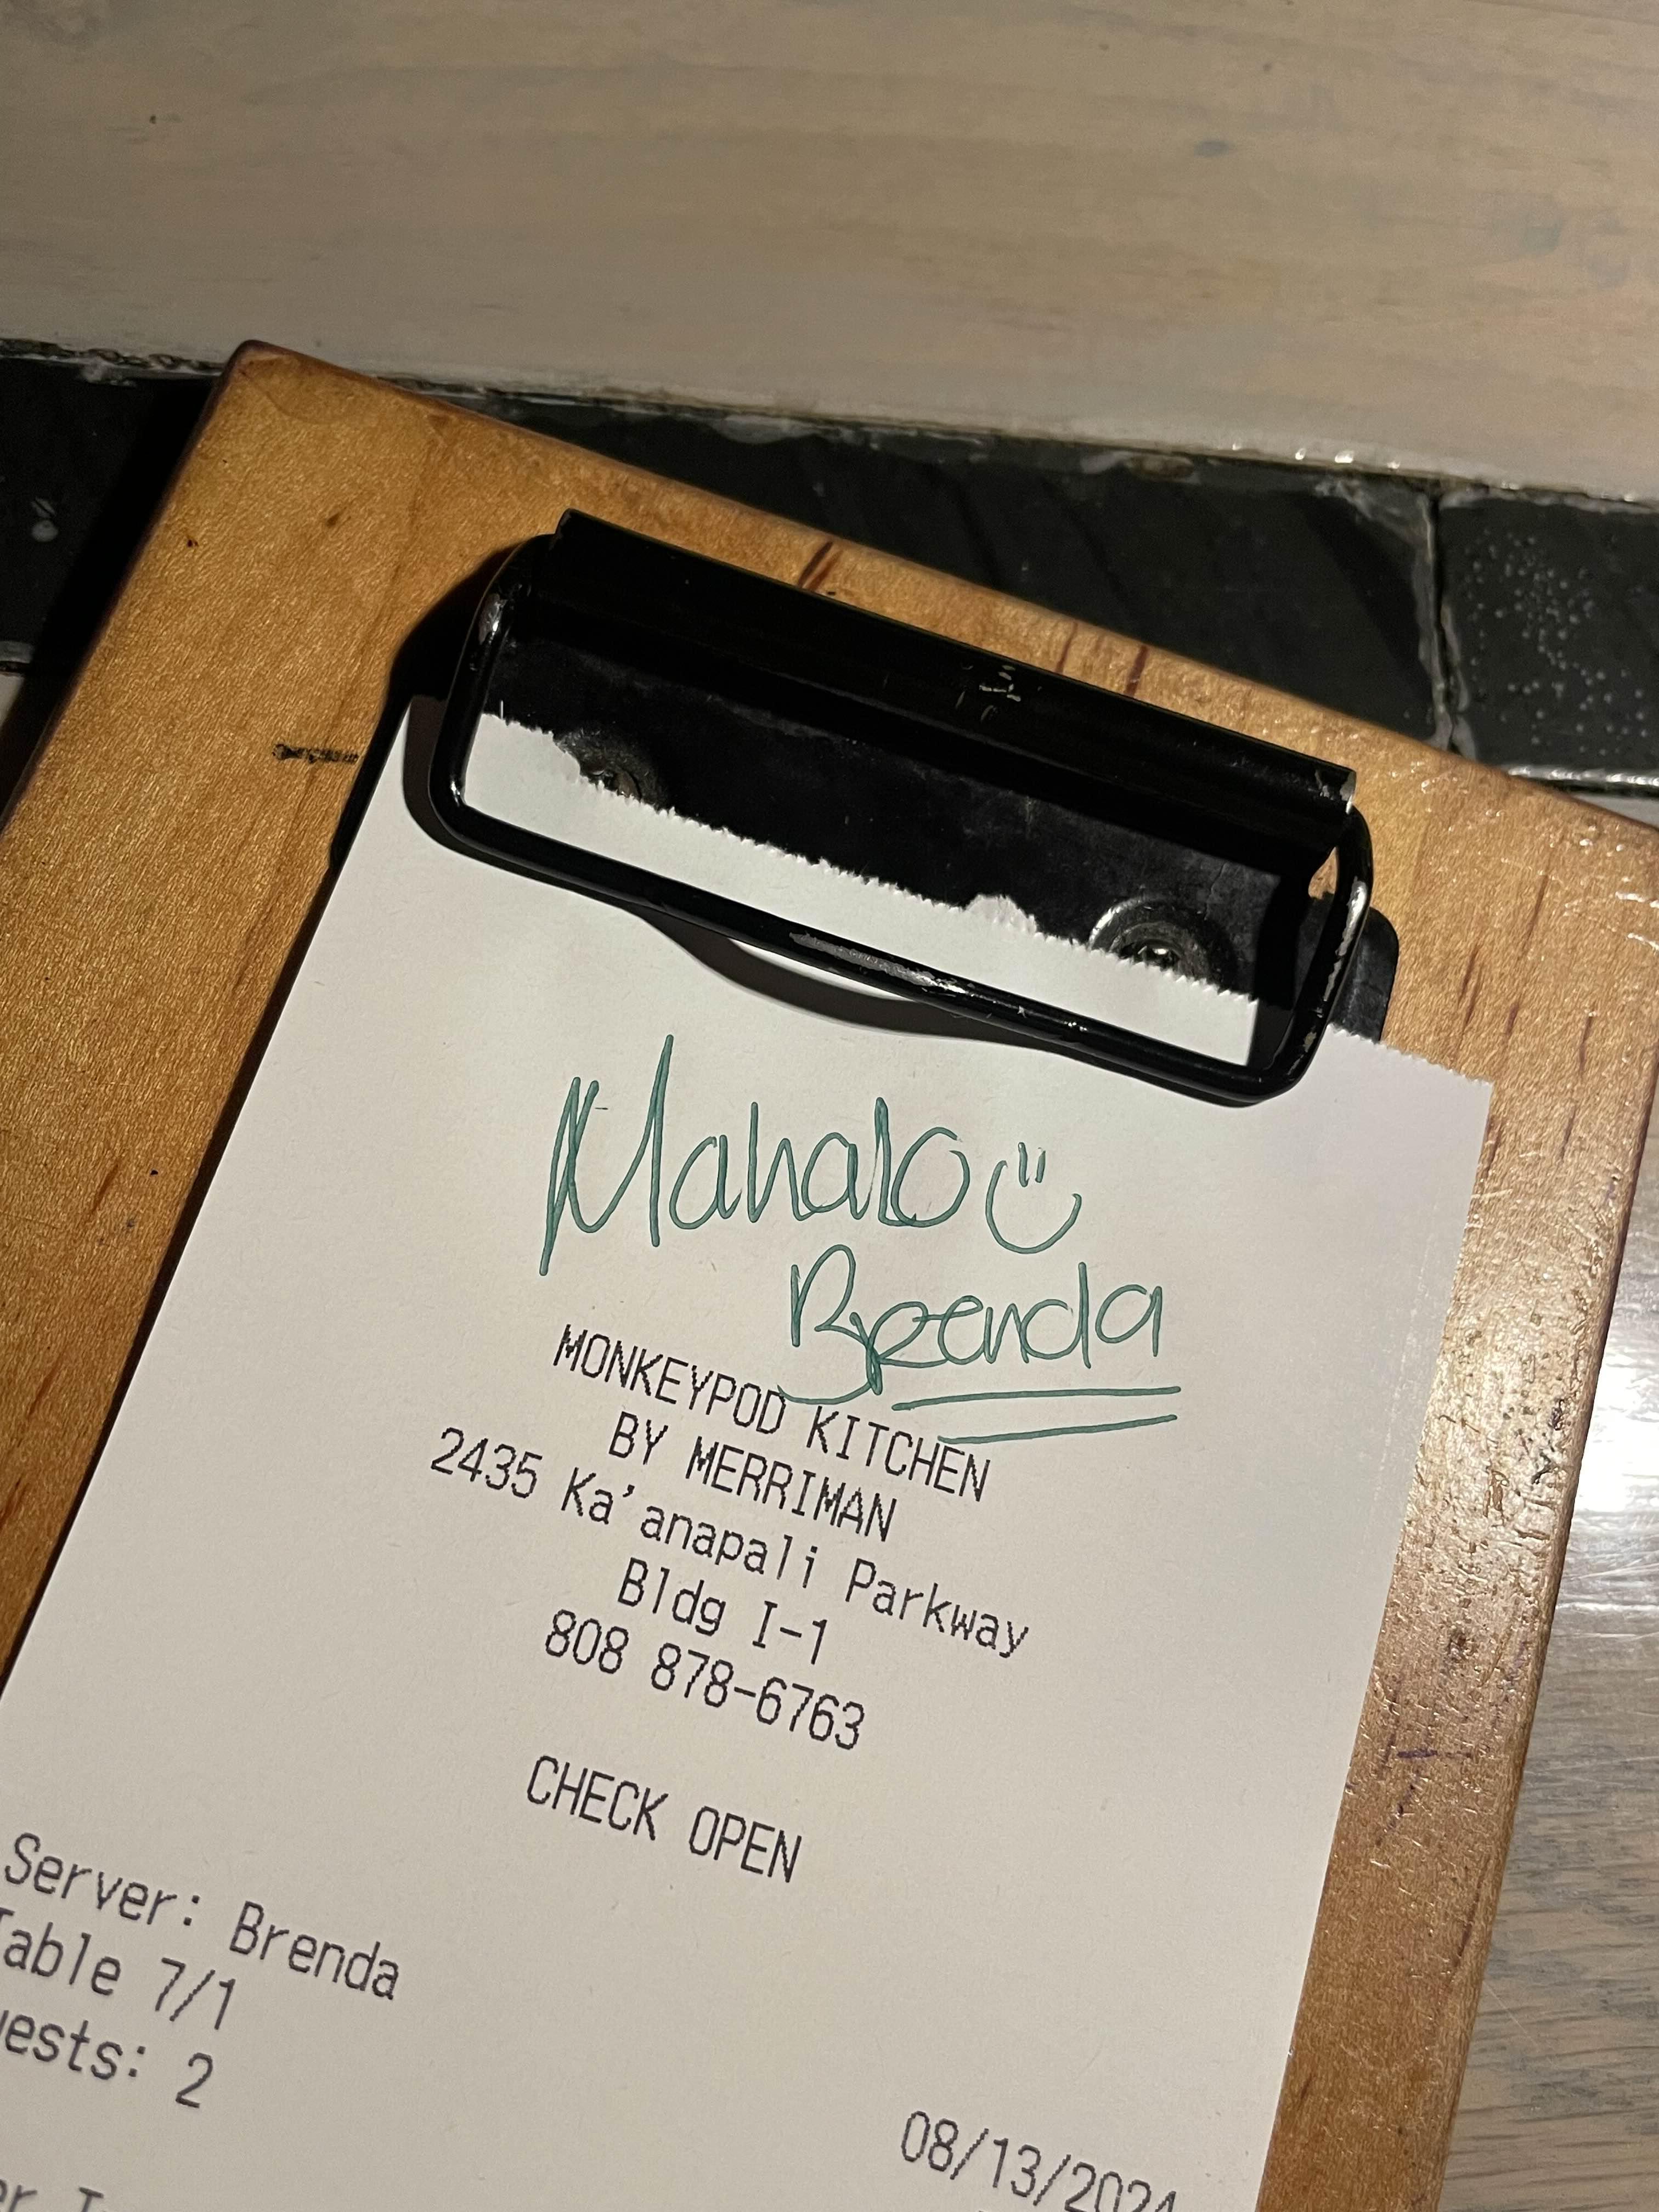 Mahalo
Brenda
MONKEYPOD KITCHEN
BY MERRIMAN
2435 Ka'anapali Parkway
Bldg I-1
808 878-6763
CHECK OPEN
Server: Brenda
Table 7/1
uests: 2
08/13/2024